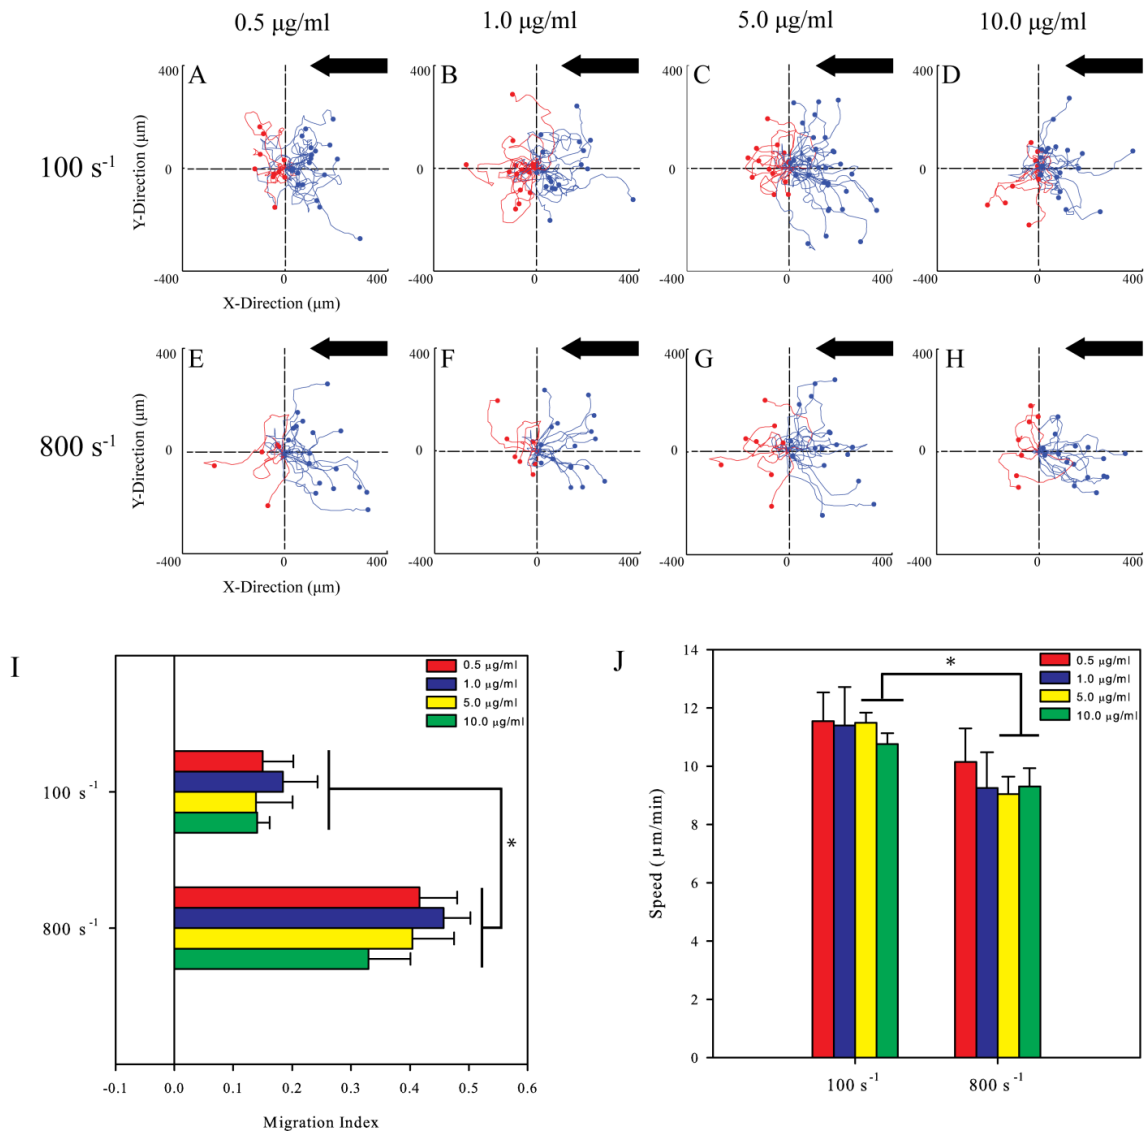 0.5 μg/ml 1.0 μg/ml 5.0 μg/ml 10.0 μg/ml
100 s⁻¹
A
400
0
-400
0
400
Y-Direction (μm)
X-Direction (μm)
B
400
0
-400
0
400
C
400
0
-400
0
400
D
400
0
-400
0
400
800 s⁻¹
E
400
0
-400
0
400
Y-Direction (μm)
X-Direction (μm)
F
400
0
-400
0
400
G
400
0
-400
0
400
H
400
0
-400
0
400
I
0.5 μg/ml
1.0 μg/ml
5.0 μg/ml
10.0 μg/ml
100 s⁻¹
*
800 s⁻¹
-0.1 0.0 0.1 0.2 0.3 0.4 0.5 0.6
Migration Index
J
0.5 μg/ml
1.0 μg/ml
5.0 μg/ml
10.0 μg/ml
*
14
12
10
8
6
4
2
0
Speed ( μm/min)
100 s⁻¹ 800 s⁻¹